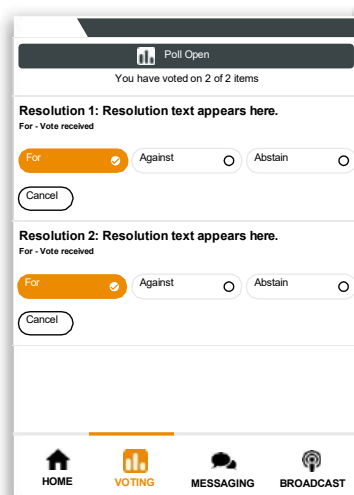 Poll Open
You have voted on 2 of 2 items
Resolution 1: Resolution text appears here.
For - Vote received
For Against Abstain
Cancel
Resolution 2: Resolution text appears here.
For - Vote received
For Against Abstain
Cancel
HOME VOTING MESSAGING BROADCAST